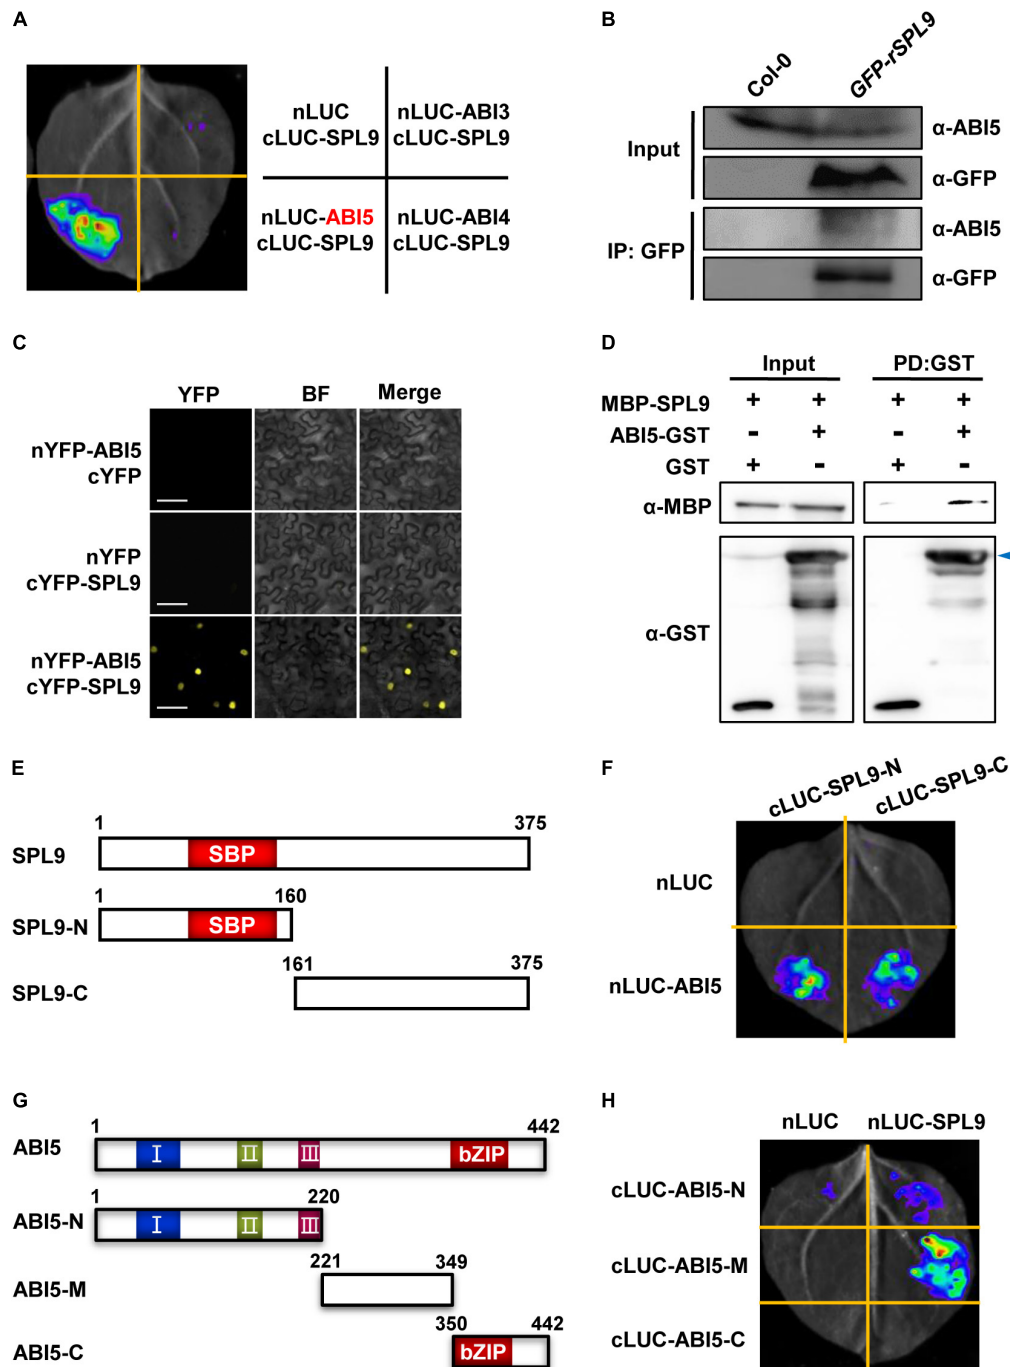 A
nLUC
cLUC-SPL9
nLUC-ABI3
cLUC-SPL9
nLUC-ABI5
cLUC-SPL9
nLUC-ABI4
cLUC-SPL9
B
Col-0
GFP-rSPL9
Input
α-ABI5
α-GFP
IP: GFP
α-ABI5
α-GFP
C
YFP BF Merge
nYFP-ABI5
cYFP
nYFP
cYFP-SPL9
nYFP-ABI5
cYFP-SPL9
D
Input PD:GST
MBP-SPL9 + + + +
ABI5-GST - + - +
GST + - + -
α-MBP
α-GST
E
1 375
SPL9 SBP
1 160
SPL9-N SBP
161 375
SPL9-C
F
cLUC-SPL9-N
cLUC-SPL9-C
nLUC
nLUC-ABI5
G
1 442
ABI5 I II III bZIP
1 220
ABI5-N I II III
221 349
ABI5-M
350 442
ABI5-C bZIP
H
nLUC nLUC-SPL9
cLUC-ABI5-N
cLUC-ABI5-M
cLUC-ABI5-C